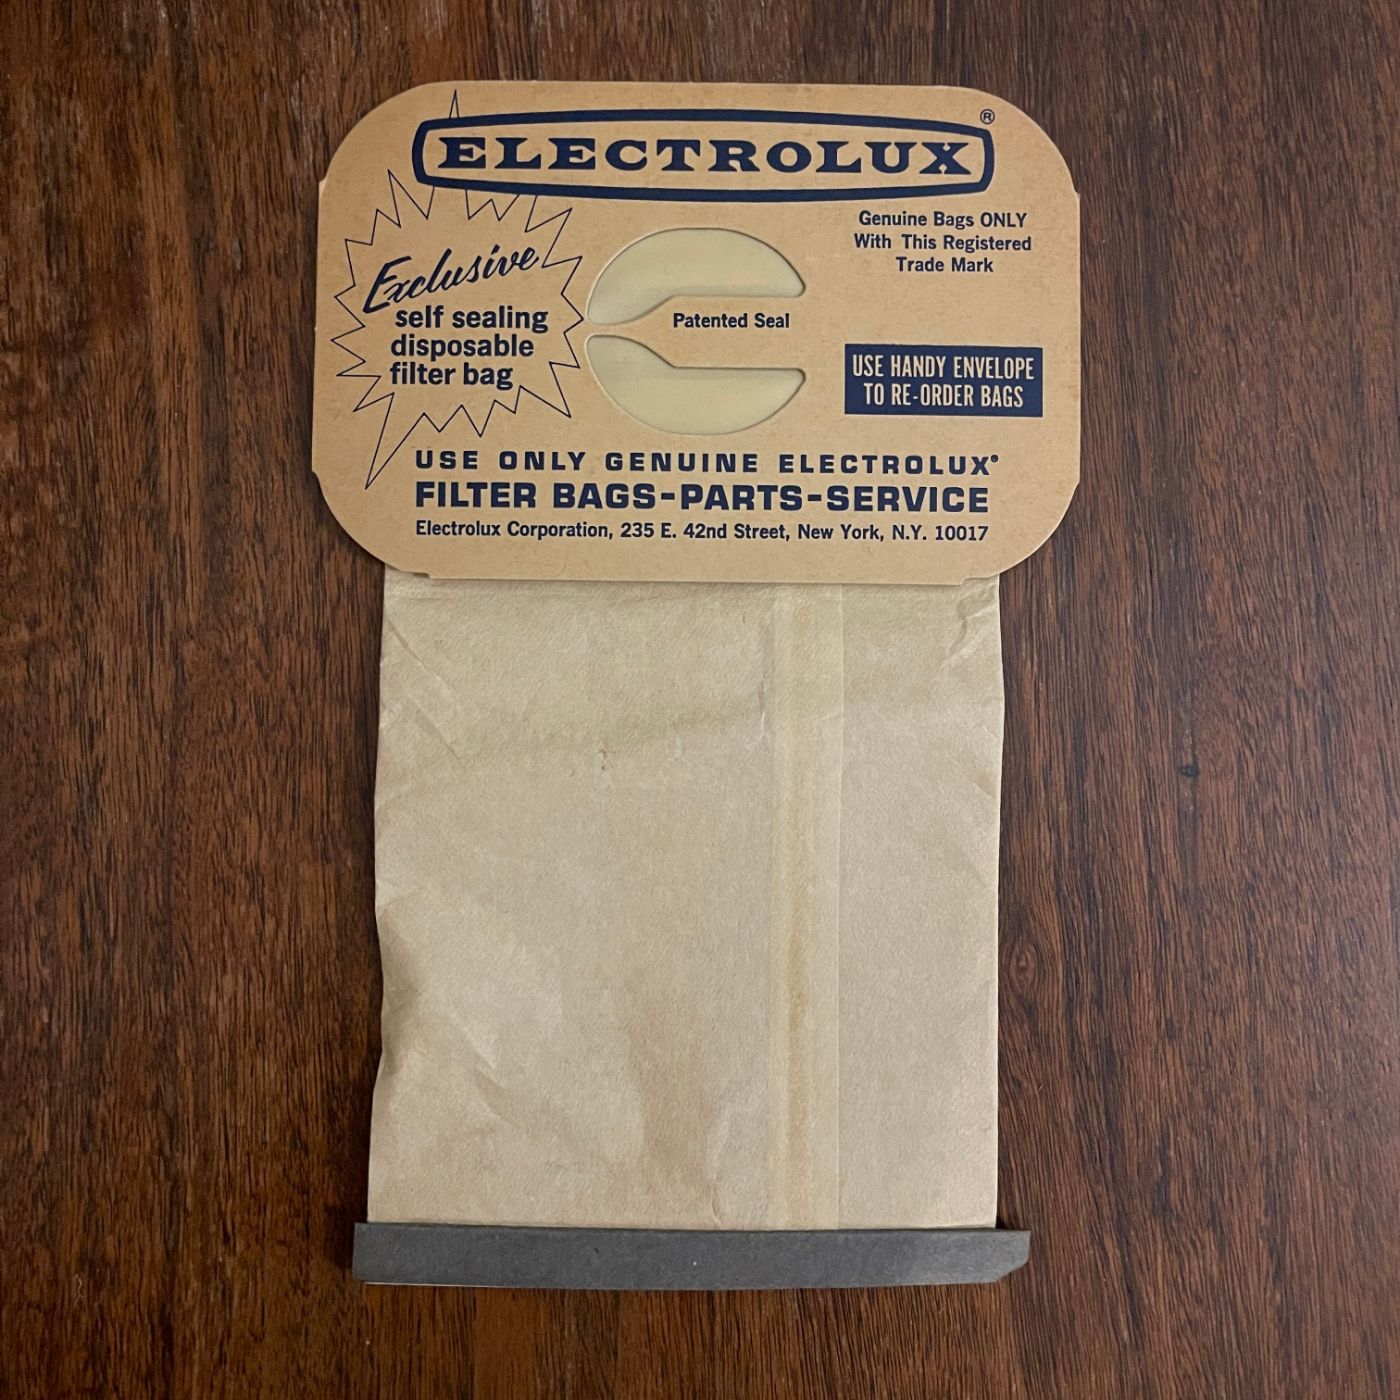 ELECTROLUX®
Genuine Bags ONLY
With This Registered
Trade Mark
Exclusive
self sealing
disposable
filter bag
Patented Seal
USE HANDY ENVELOPE
TO RE-ORDER BAGS
USE ONLY GENUINE ELECTROLUX®
FILTER BAGS-PARTS-SERVICE
Electrolux Corporation, 235 E. 42nd Street, New York, N.Y. 10017